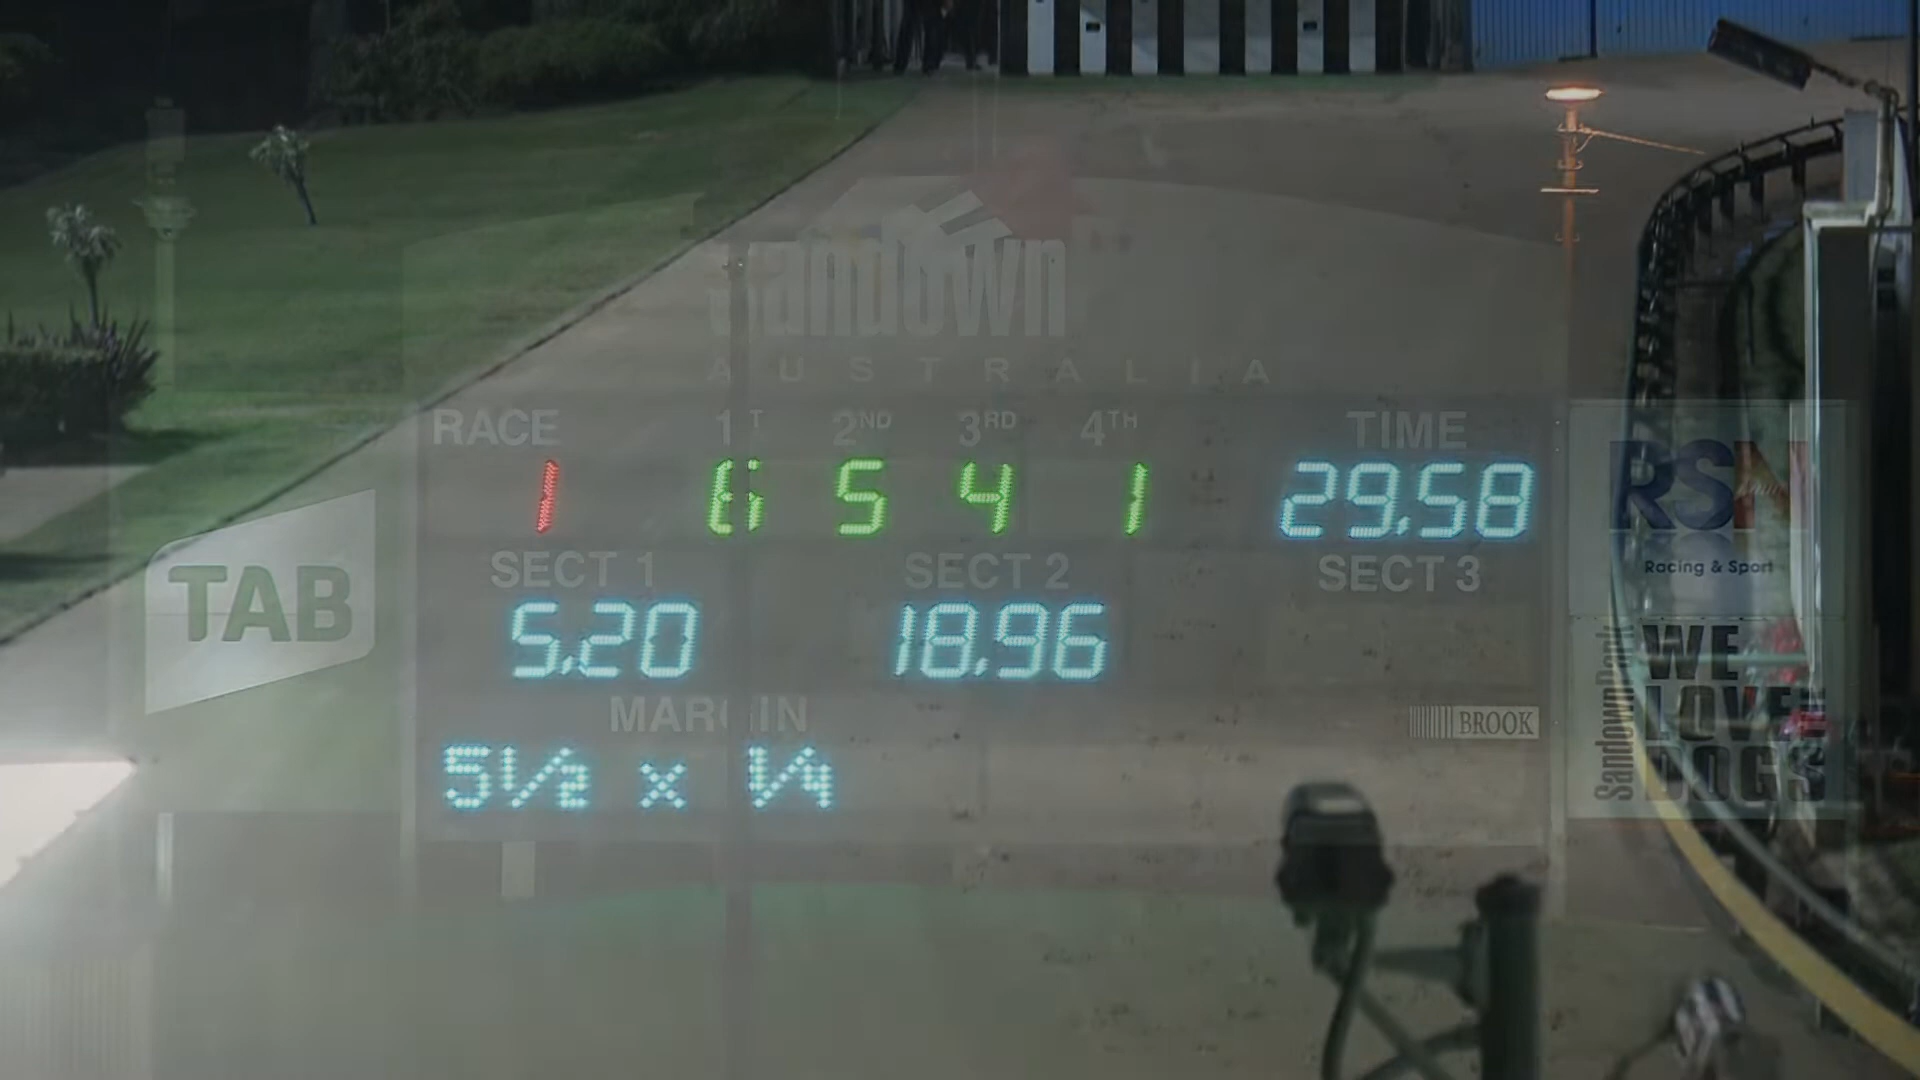 Sandown
AUSTRALIA
RACE 1ST 2ND 3RD 4TH TIME
1 6 5 4 1 29.58
SECT 1 SECT 2 SECT 3
5.20 18.96
MARGIN
5½ x ¼
BROOK
TAB
RSN
Racing & Sport
SandownPark
WE
LOVE
DOGS